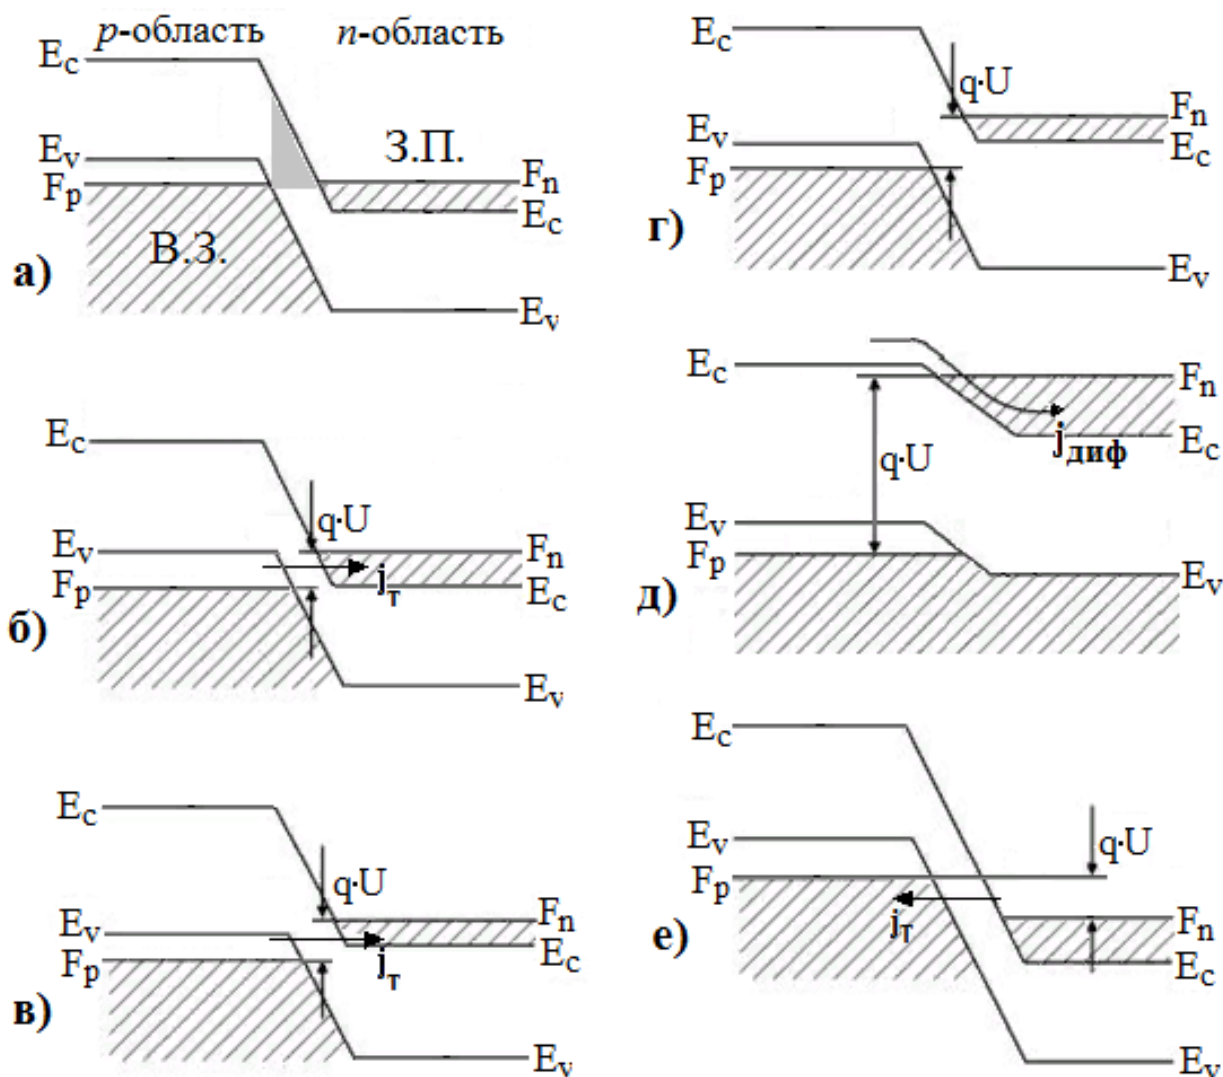 p-область n-область
Ec
Ev
З.П.
Fp
Fn
Ec
В.З.
а)
Ev
Ec
q·U
Ev
Fn
Fp
jт
Ec
б)
Ev
Ec
q·U
Ev
Fn
Fp
jт
Ec
в)
Ev
Ec
q·U
Fn
Ev
Ec
Fp
г)
Ev
Ec
Fn
jдиф
Ec
q·U
Ev
Fp
Ev
д)
Ec
Ev
q·U
Fp
jт
Fn
е)
Ec
Ev